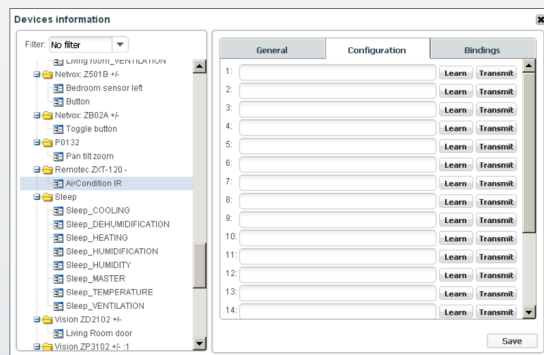 Devices information
Filter: No filter
Living room_VENTILATION
Netvox: Z501B +/-
Bedroom sensor left
Button
Netvox: ZB02A +/-
Toggle button
P0132
Pan tilt zoom
Remotec ZXT-120 -
AirCondition IR
Sleep
Sleep_COOLING
Sleep_DEHUMIDIFICATION
Sleep_HEATING
Sleep_HUMIDIFICATION
Sleep_HUMIDITY
Sleep_MASTER
Sleep_TEMPERATURE
Sleep_VENTILATION
Vision ZD2102 +/-
Living Room door
Vision ZP3102 +/- :1
General Configuration Bindings
1: Learn Transmit
2: Learn Transmit
3: Learn Transmit
4: Learn Transmit
5: Learn Transmit
6: Learn Transmit
7: Learn Transmit
8: Learn Transmit
9: Learn Transmit
10: Learn Transmit
11: Learn Transmit
12: Learn Transmit
13: Learn Transmit
14: Learn Transmit
Save